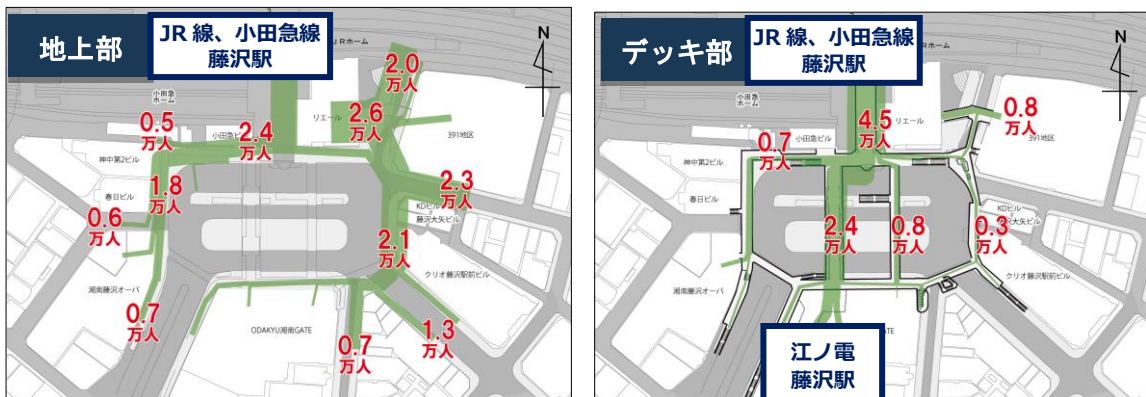 地上部
JR 線、小田急線
藤沢駅
JRホーム
N
小田急
ホーム
2.0
万人
リエール
2.6
万人
391地区
0.5
万人
小田急ビル
2.4
万人
神中第2ビル
1.8
万人
春日ビル
2.3
万人
0.6
万人
KDビル
藤沢大矢ビル
2.1
万人
クリオ藤沢駅前ビル
湘南藤沢オーパ
0.7
万人
ODAKYU湘南GATE
0.7
万人
1.3
万人
デッキ部
JR 線、小田急線
藤沢駅
JRホーム
N
小田急
ホーム
0.8
万人
4.5
万人
リエール
391地区
小田急ビル
0.7
万人
神中第2ビル
春日ビル
KDビル
藤沢大矢ビル
2.4
万人
0.8
万人
0.3
万人
クリオ藤沢駅前ビル
湘南藤沢オーパ
GATE
江ノ電
藤沢駅